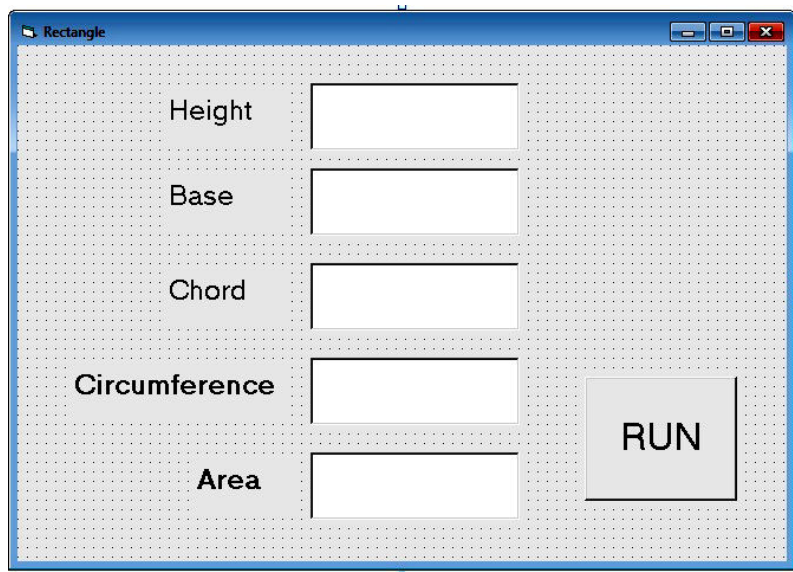 Rectangle
Height
Base
Chord
Circumference
RUN
Area